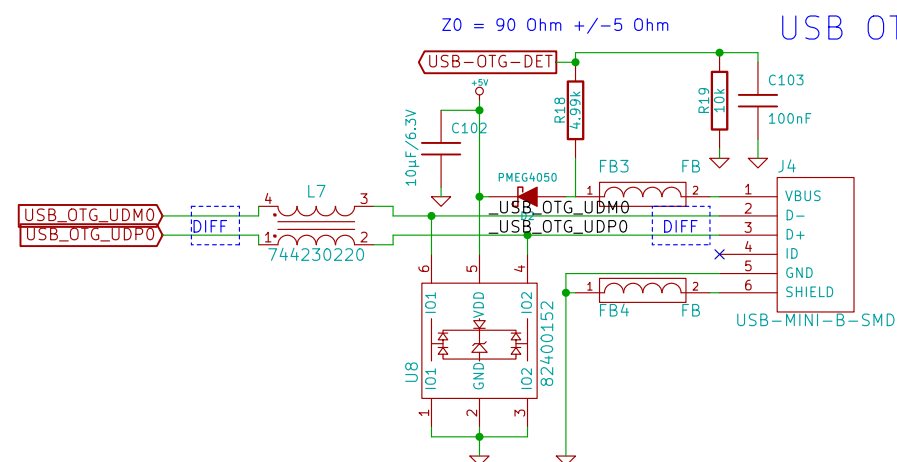 Z0 = 90 Ohm +/-5 Ohm
USB OT
USB-OTG-DET
+5V
C102
10µF/6.3V
R18
4.99k
R19
10k
C103
100nF
PMEG4050
FB3
FB
1
2
J4
L7
4
3
1
2
744230220
USB_OTG_UDM0
USB_OTG_UDP0
DIFF
_USB_OTG_UDM0
_USB_OTG_UDP0
DIFF
1
VBUS
2
D-
3
D+
4
ID
5
GND
6
SHIELD
USB-MINI-B-SMD
1
2
FB4
FB
6
5
4
IO1
VDD
IO2
U8
82400152
IO1
GND
IO2
1
2
3